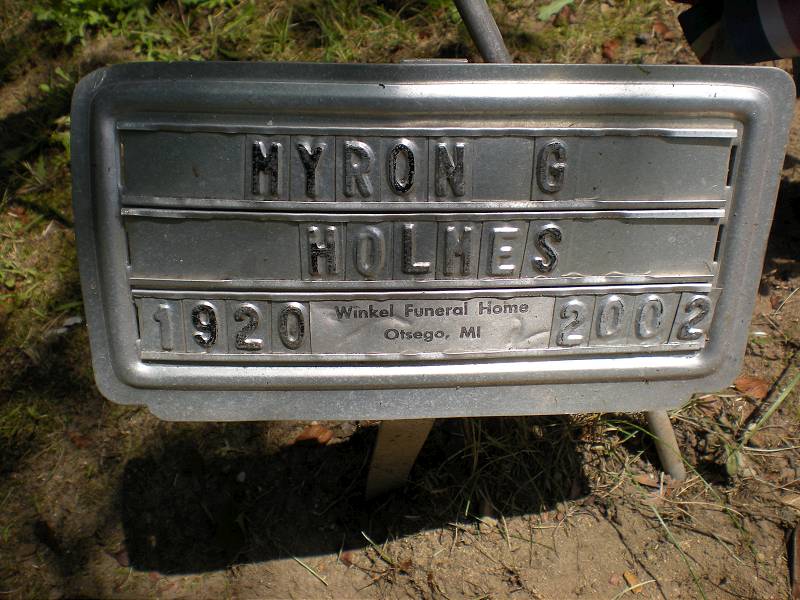 MYRON G
HOLMES
1920 Winkel Funeral Home 2002
Otsego, MI